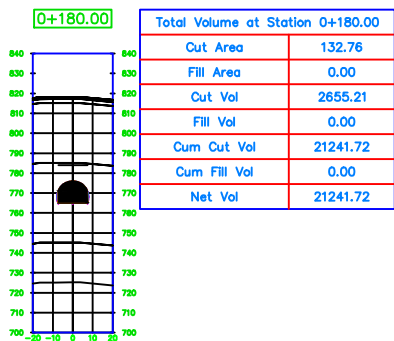 0+180.00
Total Volume at Station 0+180.00
Cut Area 132.76
Fill Area 0.00
Cut Vol 2655.21
Fill Vol 0.00
Cum Cut Vol 21241.72
Cum Fill Vol 0.00
Net Vol 21241.72
840 840
830 830
820 820
810 810
800 800
790 790
780 780
770 770
760 760
750 750
740 740
730 730
720 720
710 710
700 700
-20 -10 0 10 20